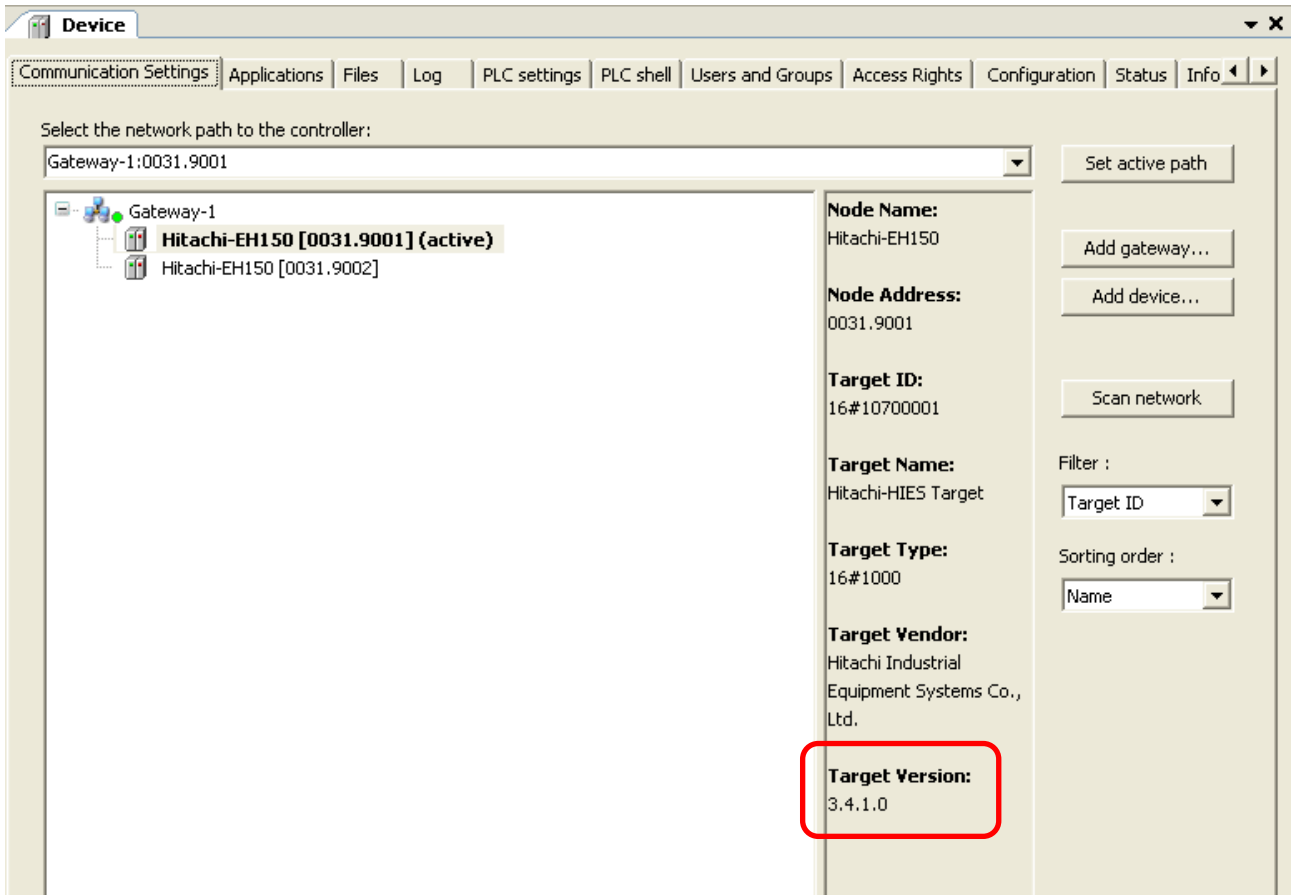 Device
Communication Settings
Applications
Files
Log
PLC settings
PLC shell
Users and Groups
Access Rights
Configuration
Status
Info
Select the network path to the controller:
Gateway-1:0031.9001
Set active path
Gateway-1
Hitachi-EH150 [0031.9001] (active)
Hitachi-EH150 [0031.9002]
Node Name:
Hitachi-EH150
Node Address:
0031.9001
Target ID:
16#10700001
Target Name:
Hitachi-HIES Target
Target Type:
16#1000
Target Vendor:
Hitachi Industrial
Equipment Systems Co.,
Ltd.
Target Version:
3.4.1.0
Add gateway...
Add device...
Scan network
Filter :
Target ID
Sorting order :
Name